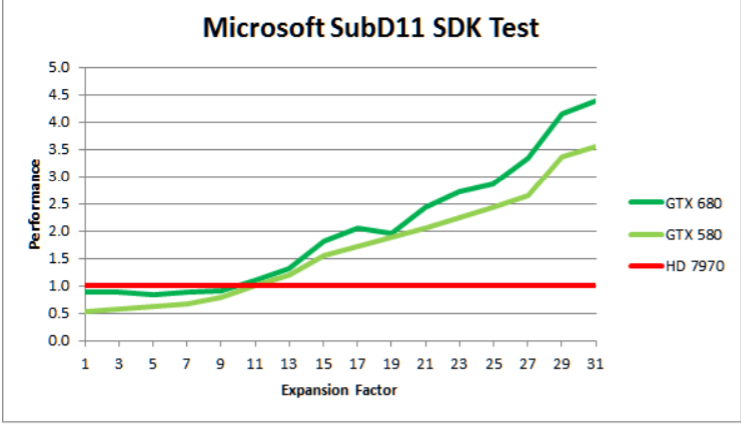 Microsoft SubD11 SDK Test
5.0
4.5
4.0
3.5
3.0
2.5
2.0
1.5
1.0
0.5
0.0
Performance
1 3 5 7 9 11 13 15 17 19 21 23 25 27 29 31
Expansion Factor
GTX 680
GTX 580
HD 7970